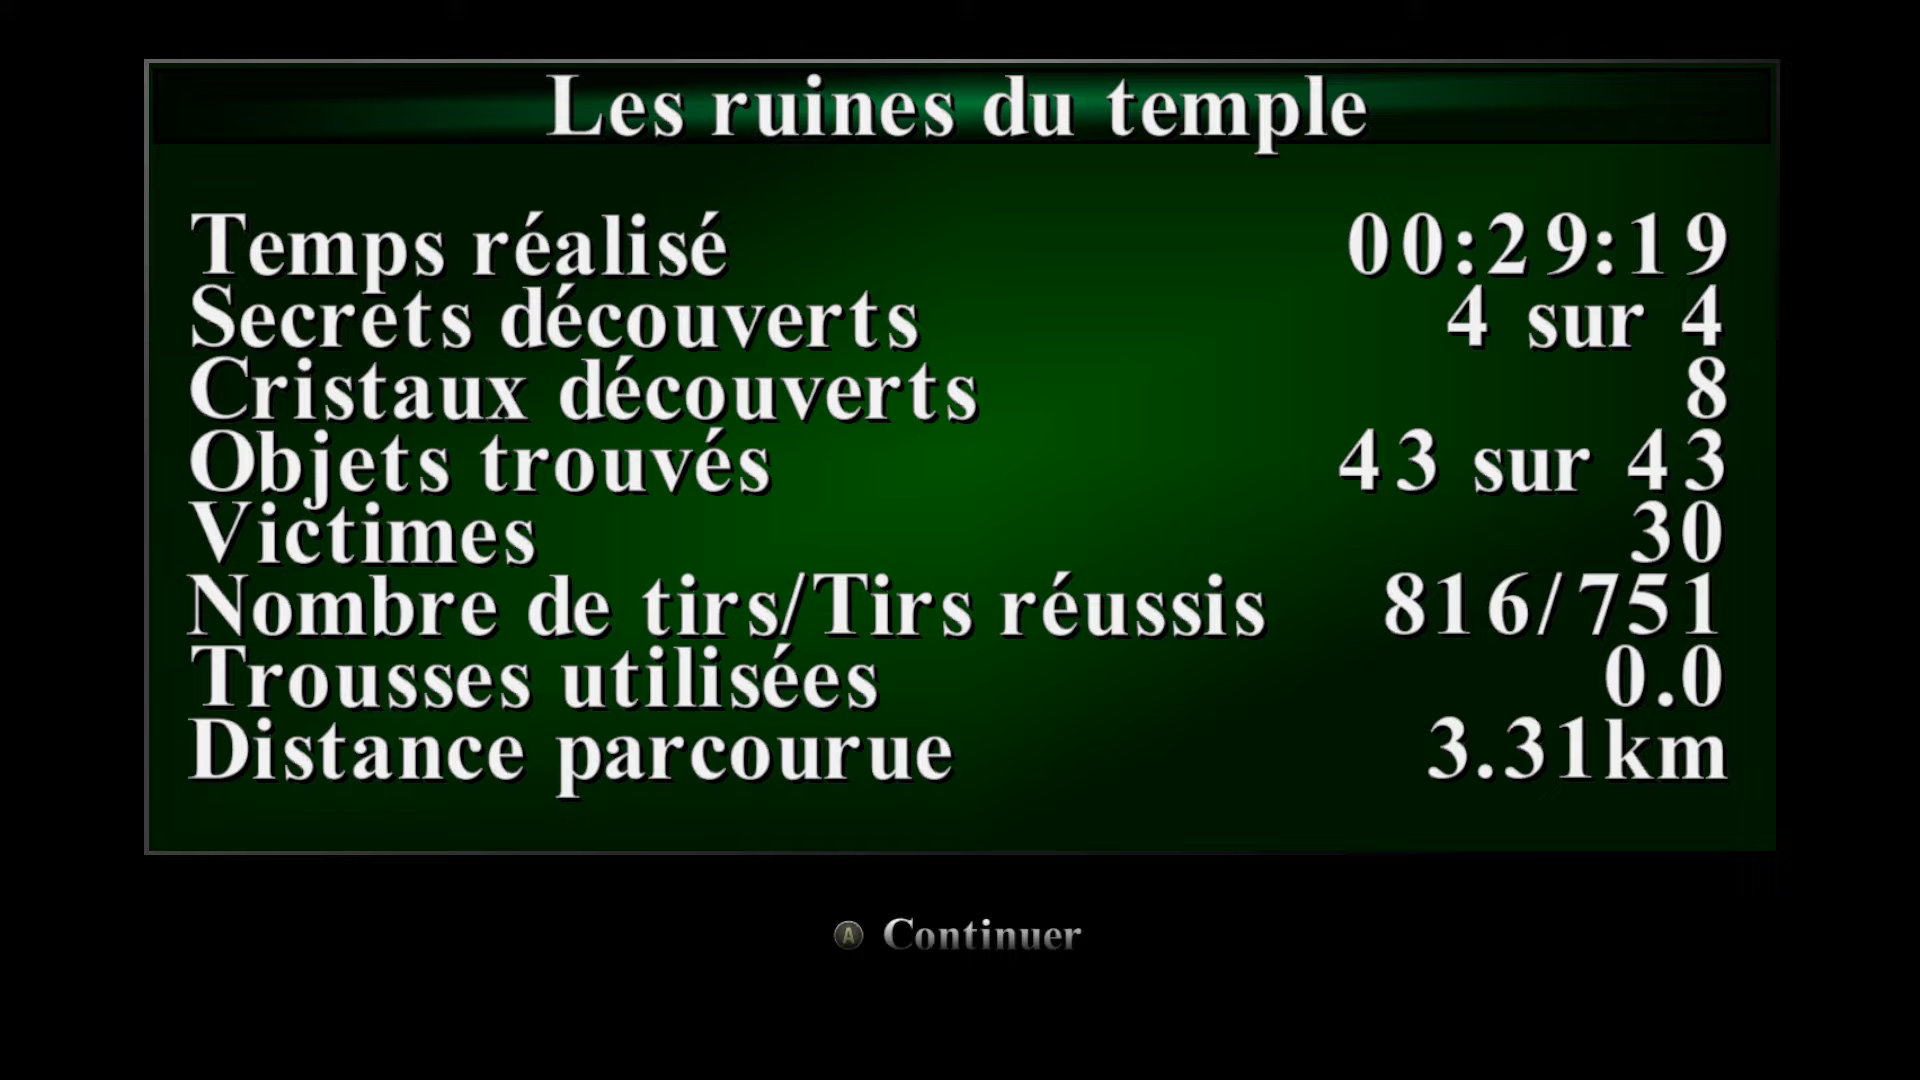 Les ruines du temple
Temps réalisé 00:29:19
Secrets découverts 4 sur 4
Cristaux découverts 8
Objets trouvés 43 sur 43
Victimes 30
Nombre de tirs/Tirs réussis 816/751
Trousses utilisées 0.0
Distance parcourue 3.31km
A Continuer